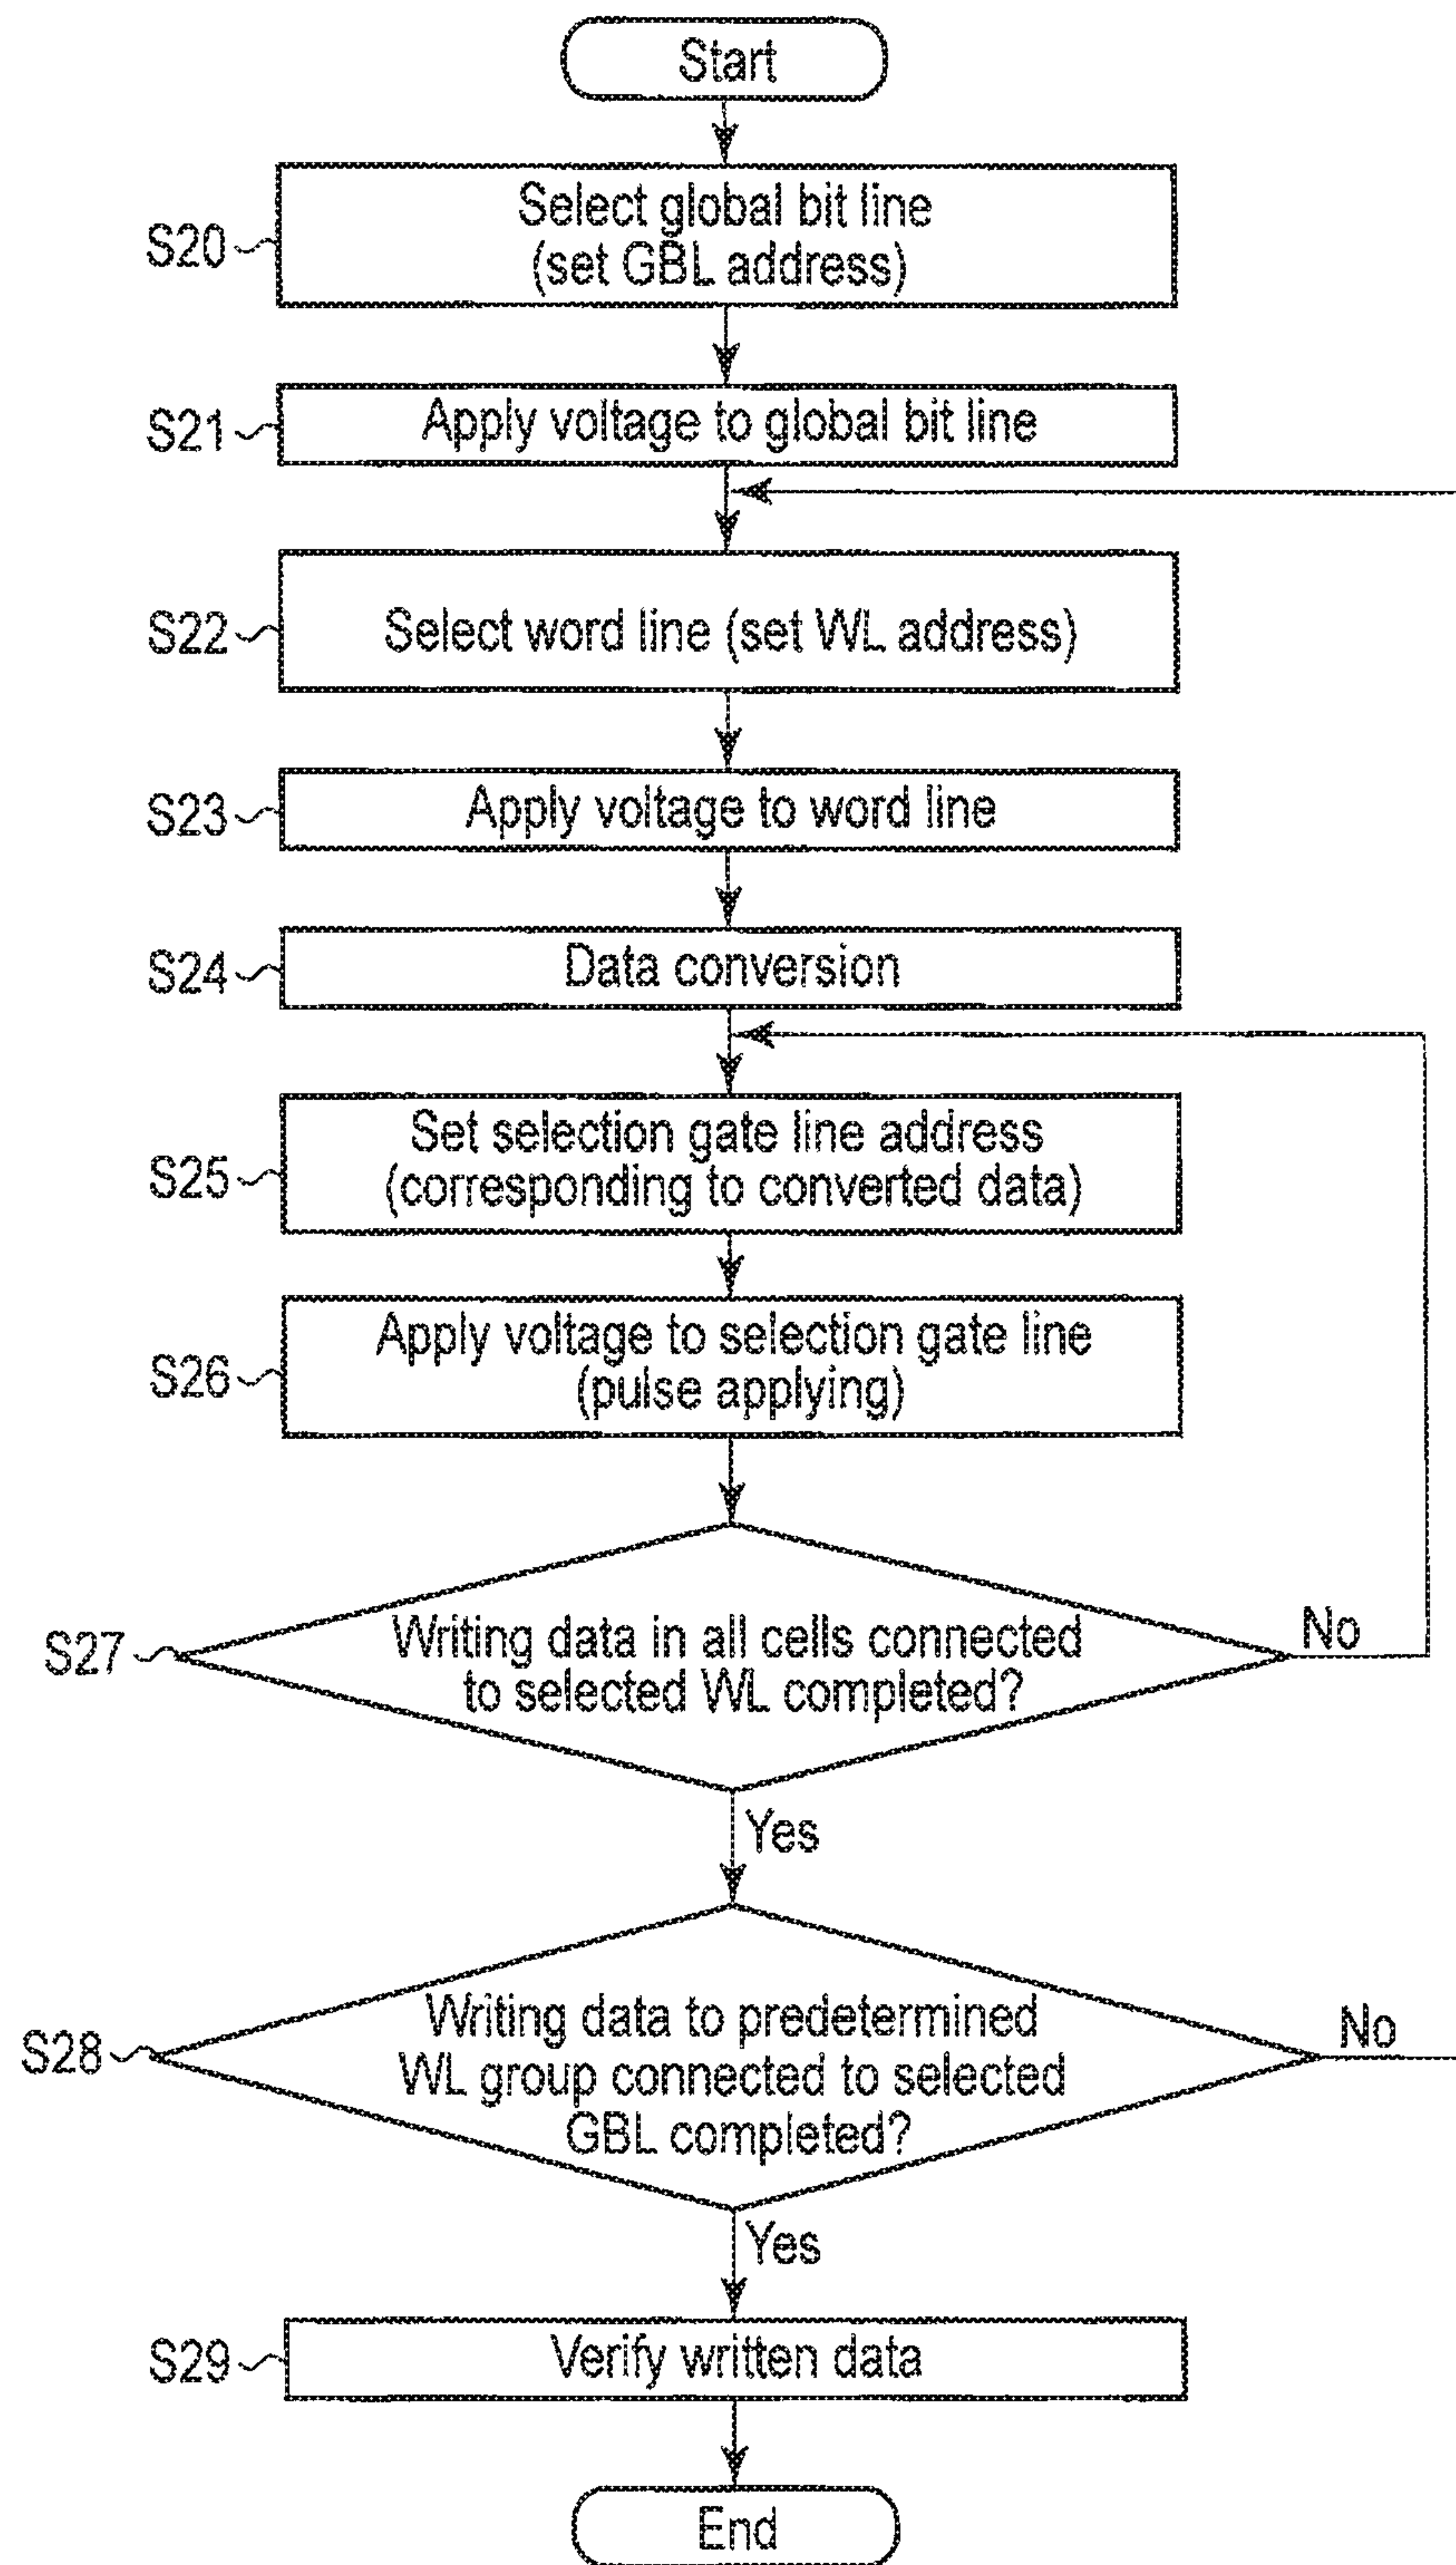 Start
S20
Select global bit line
(set GBL address)
S21
Apply voltage to global bit line
S22
Select word line (set WL address)
S23
Apply voltage to word line
S24
Data conversion
S25
Set selection gate line address
(corresponding to converted data)
S26
Apply voltage to selection gate line
(pulse applying)
S27
Writing data in all cells connected
to selected WL completed?
No
Yes
S28
Writing data to predetermined
WL group connected to selected
GBL completed?
No
Yes
S29
Verify written data
End